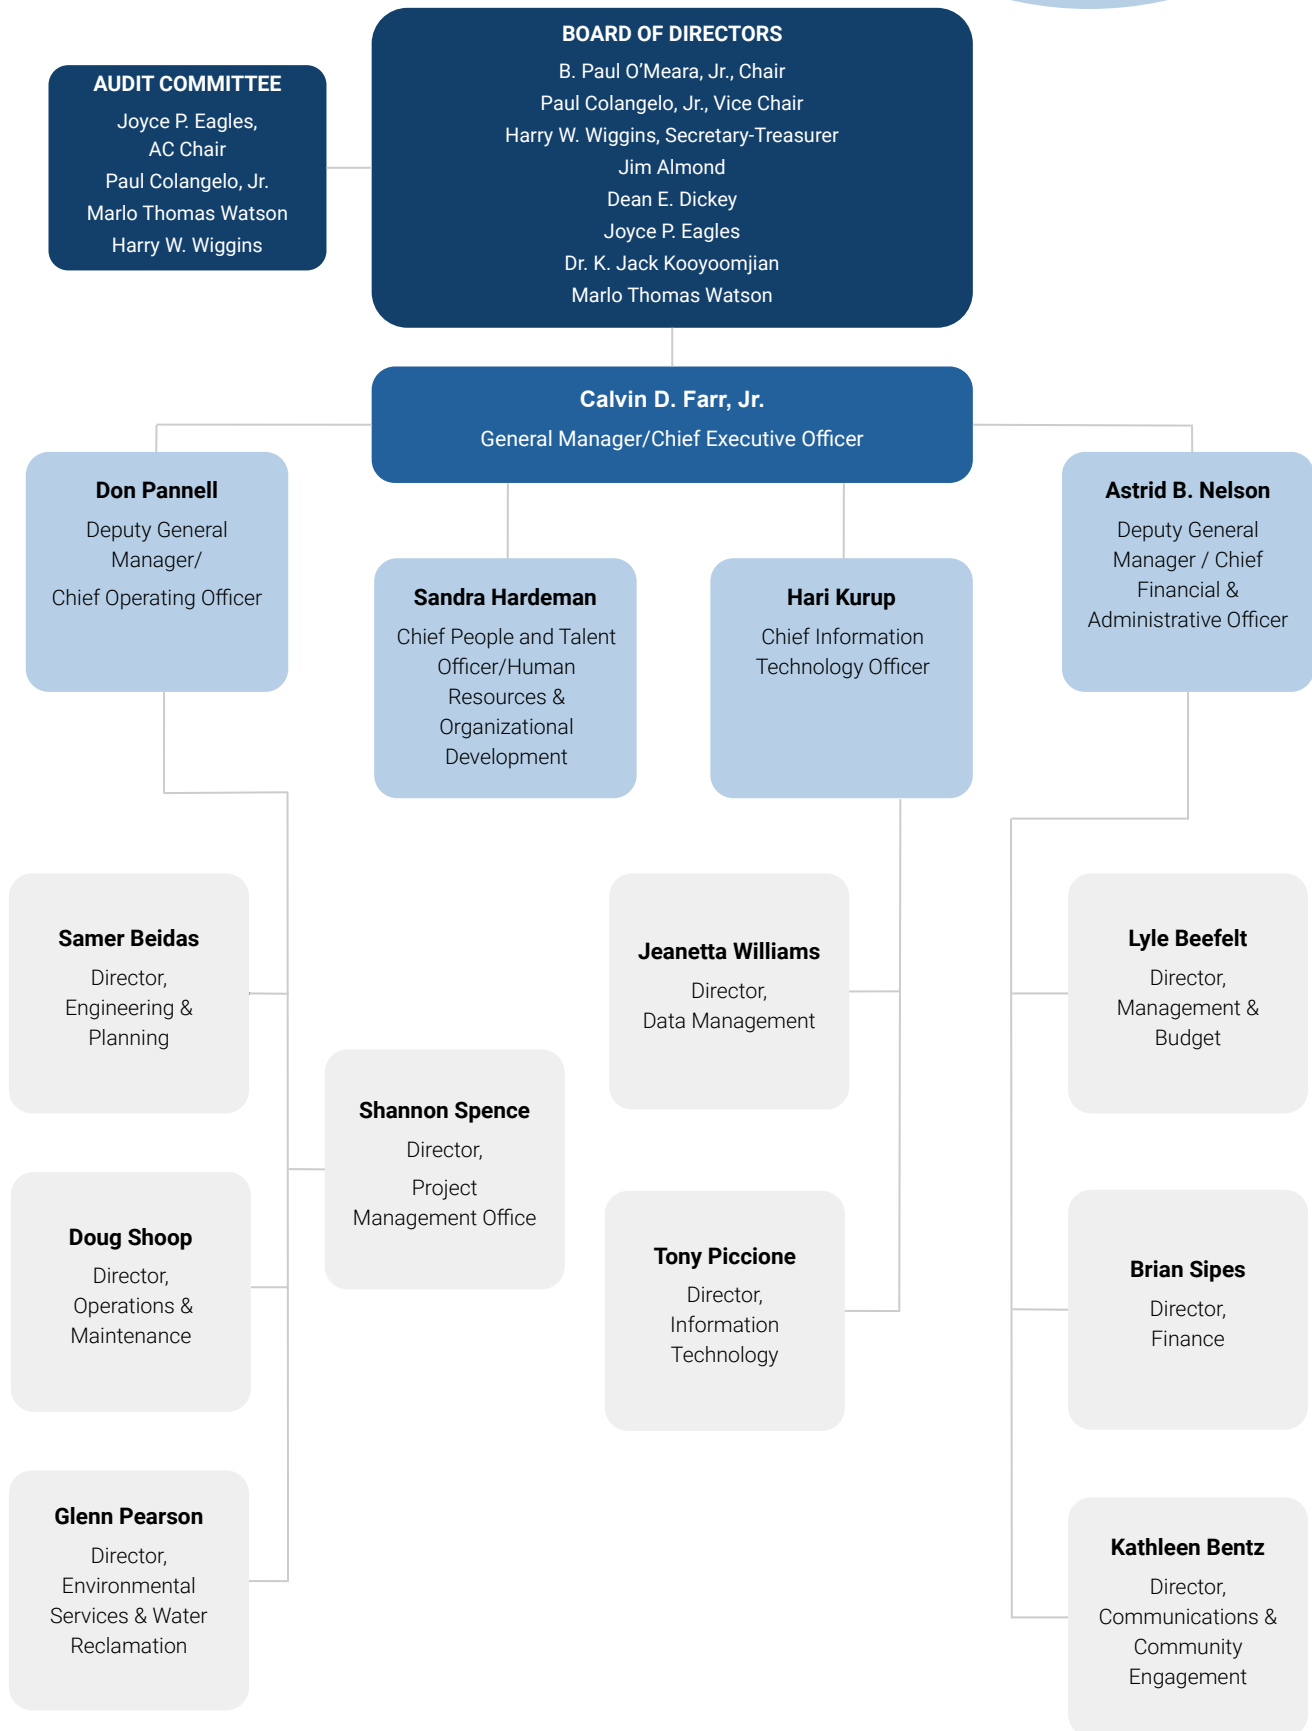 BOARD OF DIRECTORS
B. Paul O’Meara, Jr., Chair
Paul Colangelo, Jr., Vice Chair
Harry W. Wiggins, Secretary-Treasurer
Jim Almond
Dean E. Dickey
Joyce P. Eagles
Dr. K. Jack Kooyoomjian
Marlo Thomas Watson
AUDIT COMMITTEE
Joyce P. Eagles,
AC Chair
Paul Colangelo, Jr.
Marlo Thomas Watson
Harry W. Wiggins
Calvin D. Farr, Jr.
General Manager/Chief Executive Officer
Don Pannell
Deputy General
Manager/
Chief Operating Officer
Sandra Hardeman
Chief People and Talent
Officer/Human
Resources &
Organizational
Development
Hari Kurup
Chief Information
Technology Officer
Astrid B. Nelson
Deputy General
Manager / Chief
Financial &
Administrative Officer
Samer Beidas
Director,
Engineering &
Planning
Shannon Spence
Director,
Project
Management Office
Doug Shoop
Director,
Operations &
Maintenance
Glenn Pearson
Director,
Environmental
Services & Water
Reclamation
Jeanetta Williams
Director,
Data Management
Tony Piccione
Director,
Information
Technology
Lyle Beefelt
Director,
Management &
Budget
Brian Sipes
Director,
Finance
Kathleen Bentz
Director,
Communications &
Community
Engagement